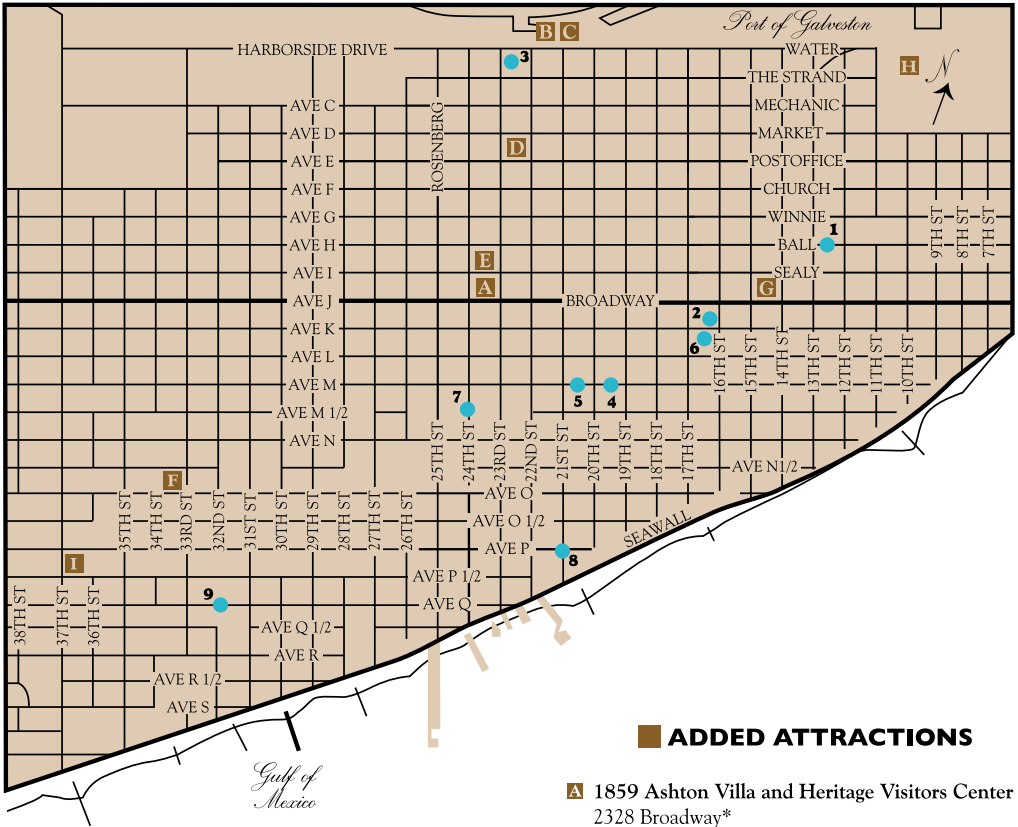 B C
Port of Galveston
HARBORSIDE DRIVE
WATER
3
H
N
THE STRAND
AVE C
MECHANIC
ROSENBERG
AVE D
MARKET
D
AVE E
POSTOFFICE
AVE F
CHURCH
AVE G
WINNIE
9TH ST
8TH ST
7TH ST
1
AVE H
BALL
E
AVE I
SEALY
A
G
AVE J
BROADWAY
2
AVE K
6
16TH ST
15TH ST
14TH ST
13TH ST
12TH ST
11TH ST
10TH ST
AVE L
AVE M
5
4
7
AVE M 1/2
AVE N
25TH ST
24TH ST
23RD ST
22ND ST
21ST ST
20TH ST
19TH ST
18TH ST
17TH ST
AVE N1/2
F
AVE O
35TH ST
34TH ST
33RD ST
32ND ST
31ST ST
30TH ST
29TH ST
28TH ST
27TH ST
26TH ST
AVE O 1/2
SEAWALL
AVE P
8
I
AVE P 1/2
38TH ST
37TH ST
36TH ST
9
AVE Q
AVE Q 1/2
AVE R
AVE R 1/2
AVE S
Gulf of
Mexico
ADDED ATTRACTIONS
A 1859 Ashton Villa and Heritage Visitors Center
2328 Broadway*